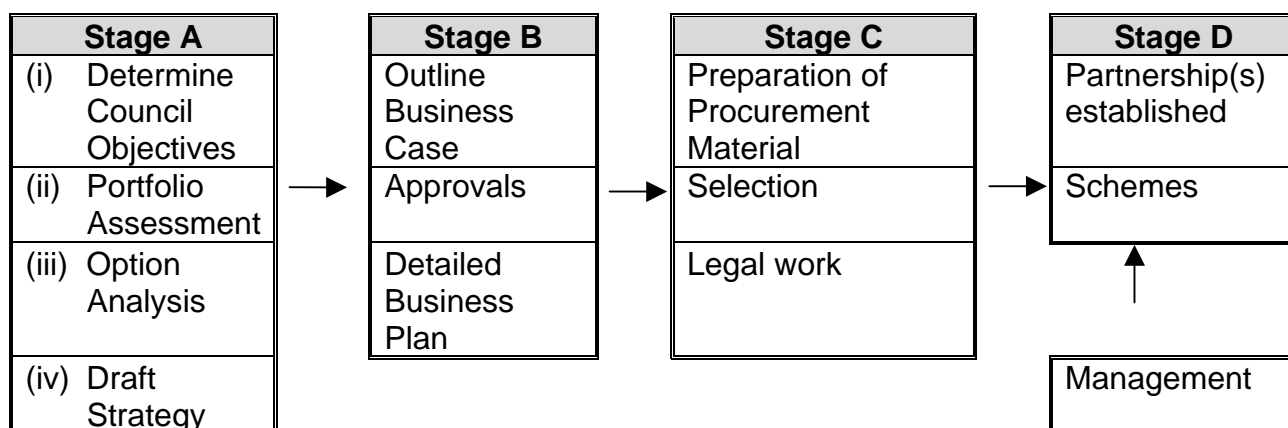 Stage A
(i) Determine
Council
Objectives
(ii) Portfolio
Assessment
(iii) Option
Analysis
(iv) Draft
Strategy
Stage B
Outline
Business
Case
Approvals
Detailed
Business
Plan
Stage C
Preparation of
Procurement
Material
Selection
Legal work
Stage D
Partnership(s)
established
Schemes
Management